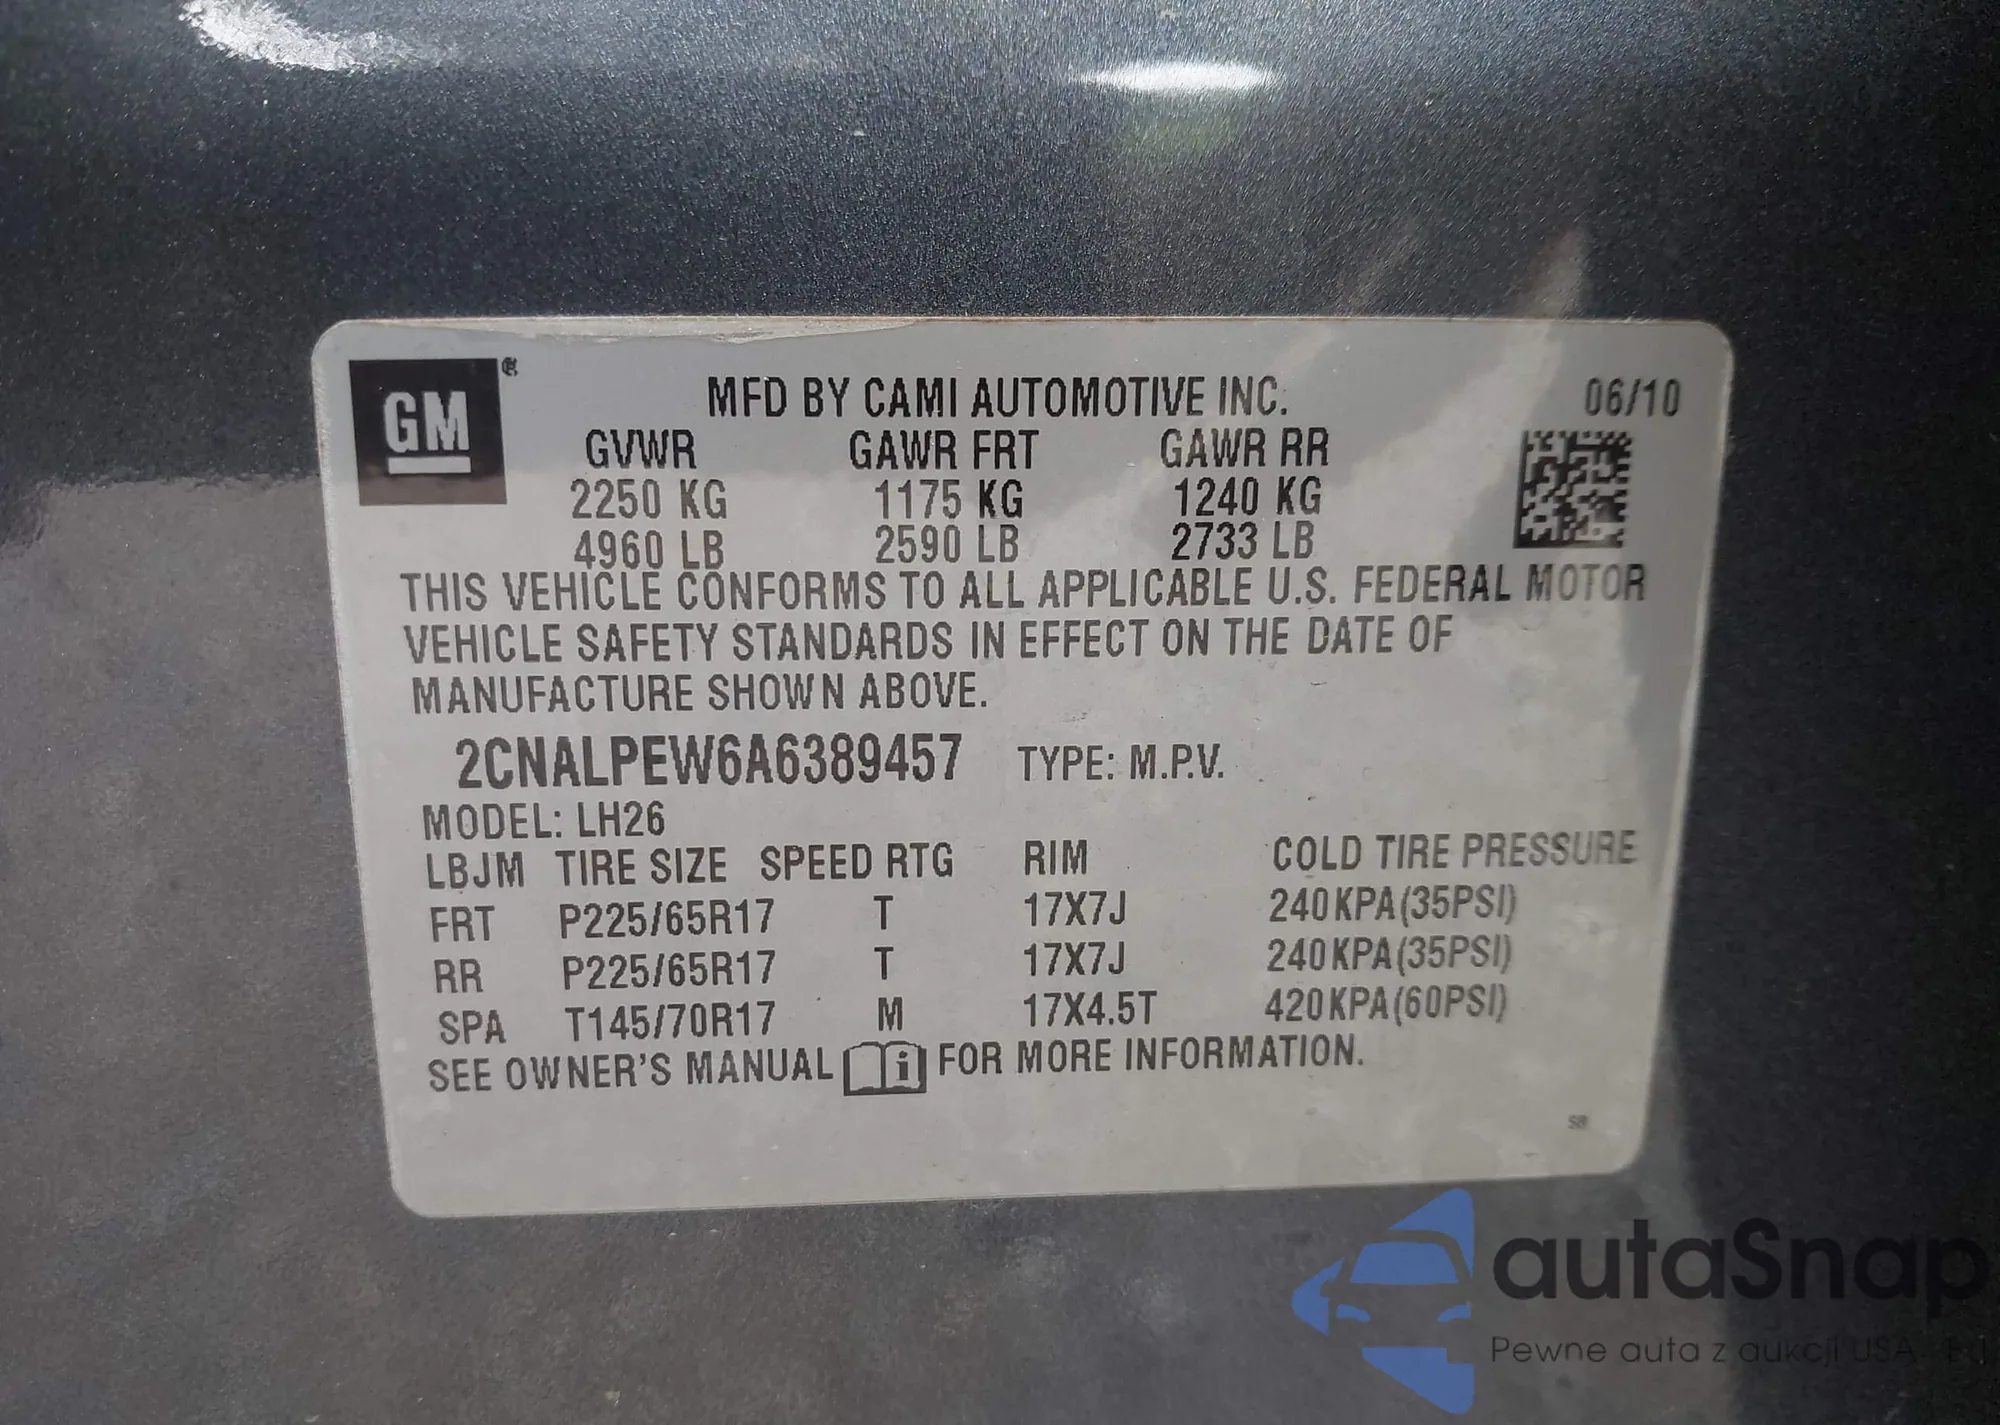 GM
MFD BY CAMI AUTOMOTIVE INC. 06/10
GVWR GAWR FRT GAWR RR
2250 KG 1175 KG 1240 KG
4960 LB 2590 LB 2733 LB
THIS VEHICLE CONFORMS TO ALL APPLICABLE U.S. FEDERAL MOTOR
VEHICLE SAFETY STANDARDS IN EFFECT ON THE DATE OF
MANUFACTURE SHOWN ABOVE.
2CNALPEW6A6389457 TYPE: M.P.V.
MODEL: LH26
LBJM TIRE SIZE SPEED RTG RIM COLD TIRE PRESSURE
FRT P225/65R17 T 17X7J 240KPA(35PSI)
RR P225/65R17 T 17X7J 240KPA(35PSI)
SPA T145/70R17 M 17X4.5T 420KPA(60PSI)
SEE OWNER'S MANUAL i FOR MORE INFORMATION.
autaSnap
Pewne auta z aukcji USA